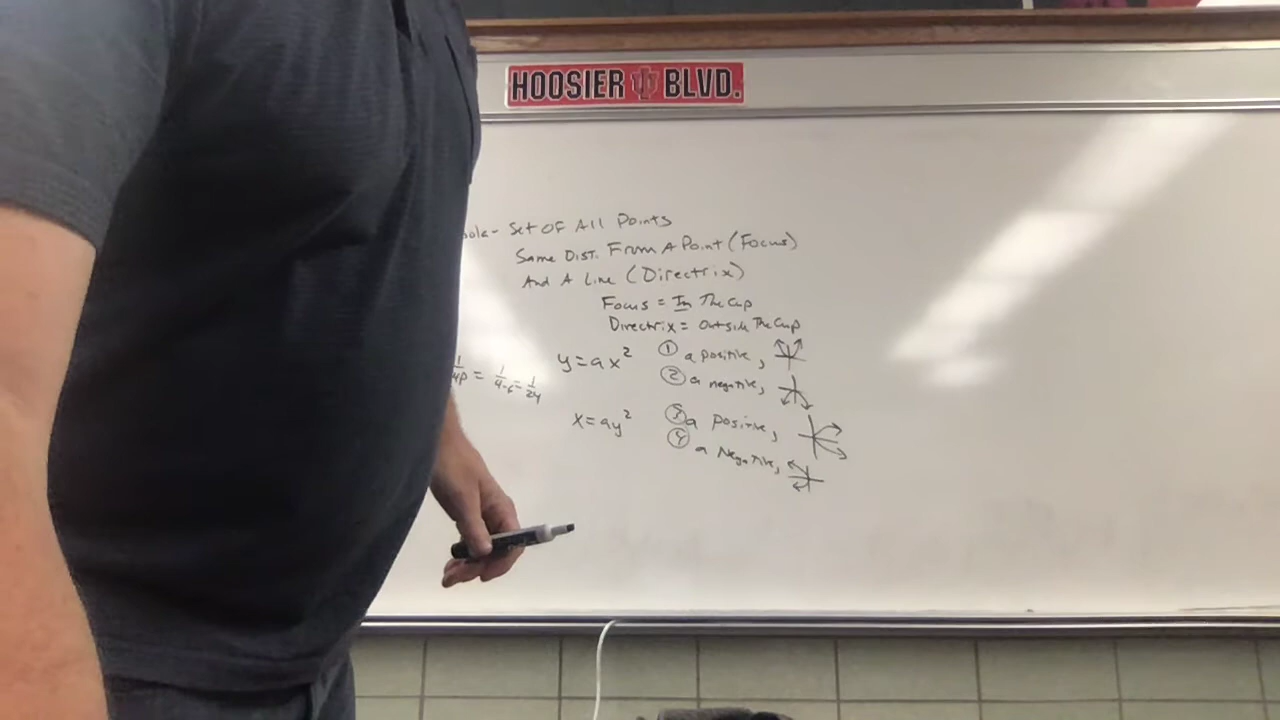 HOOSIER BLVD.
ola- Set OF All Points
Same Dist. From A Point (Focus)
And A Line (Directrix)
Focus = In The Cup
Directrix = Outside The Cup
y=ax² ① a positive,
② a negative,
1/4p = 1/4·6 = 1/24
x=ay² ③ a positive,
④ a Negative,